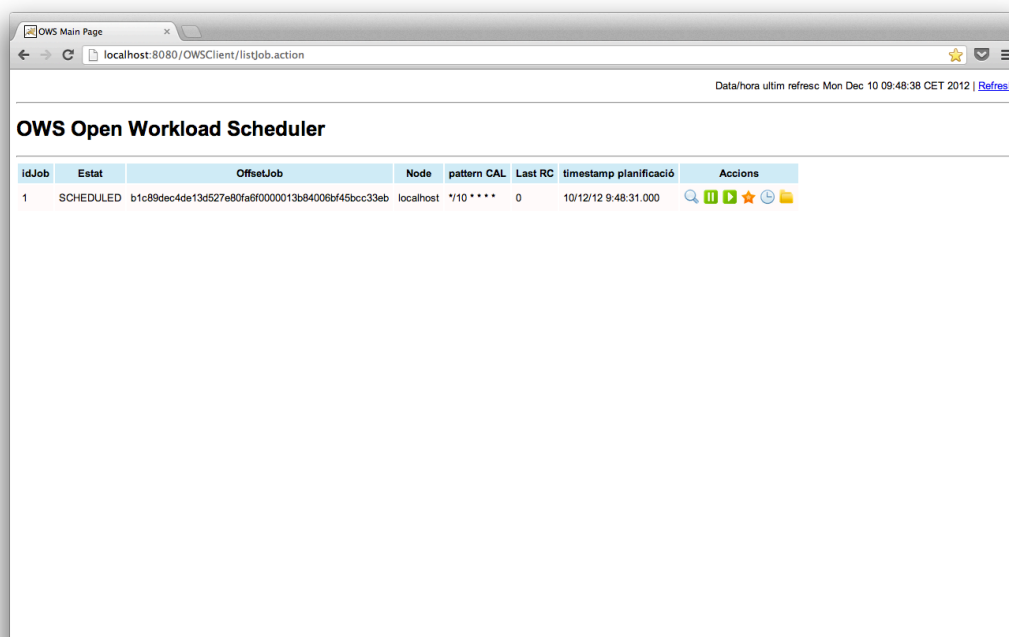 OWS Main Page
localhost:8080/OWSClient/listJob.action
Data/hora ultim refresc Mon Dec 10 09:48:38 CET 2012 | Refres
OWS Open Workload Scheduler
idJob Estat OffsetJob Node pattern CAL Last RC timestamp planificació Accions
1 SCHEDULED b1c89dec4de13d527e80fa6f0000013b84006bf45bcc33eb localhost */10 * * * * 0 10/12/12 9:48:31.000